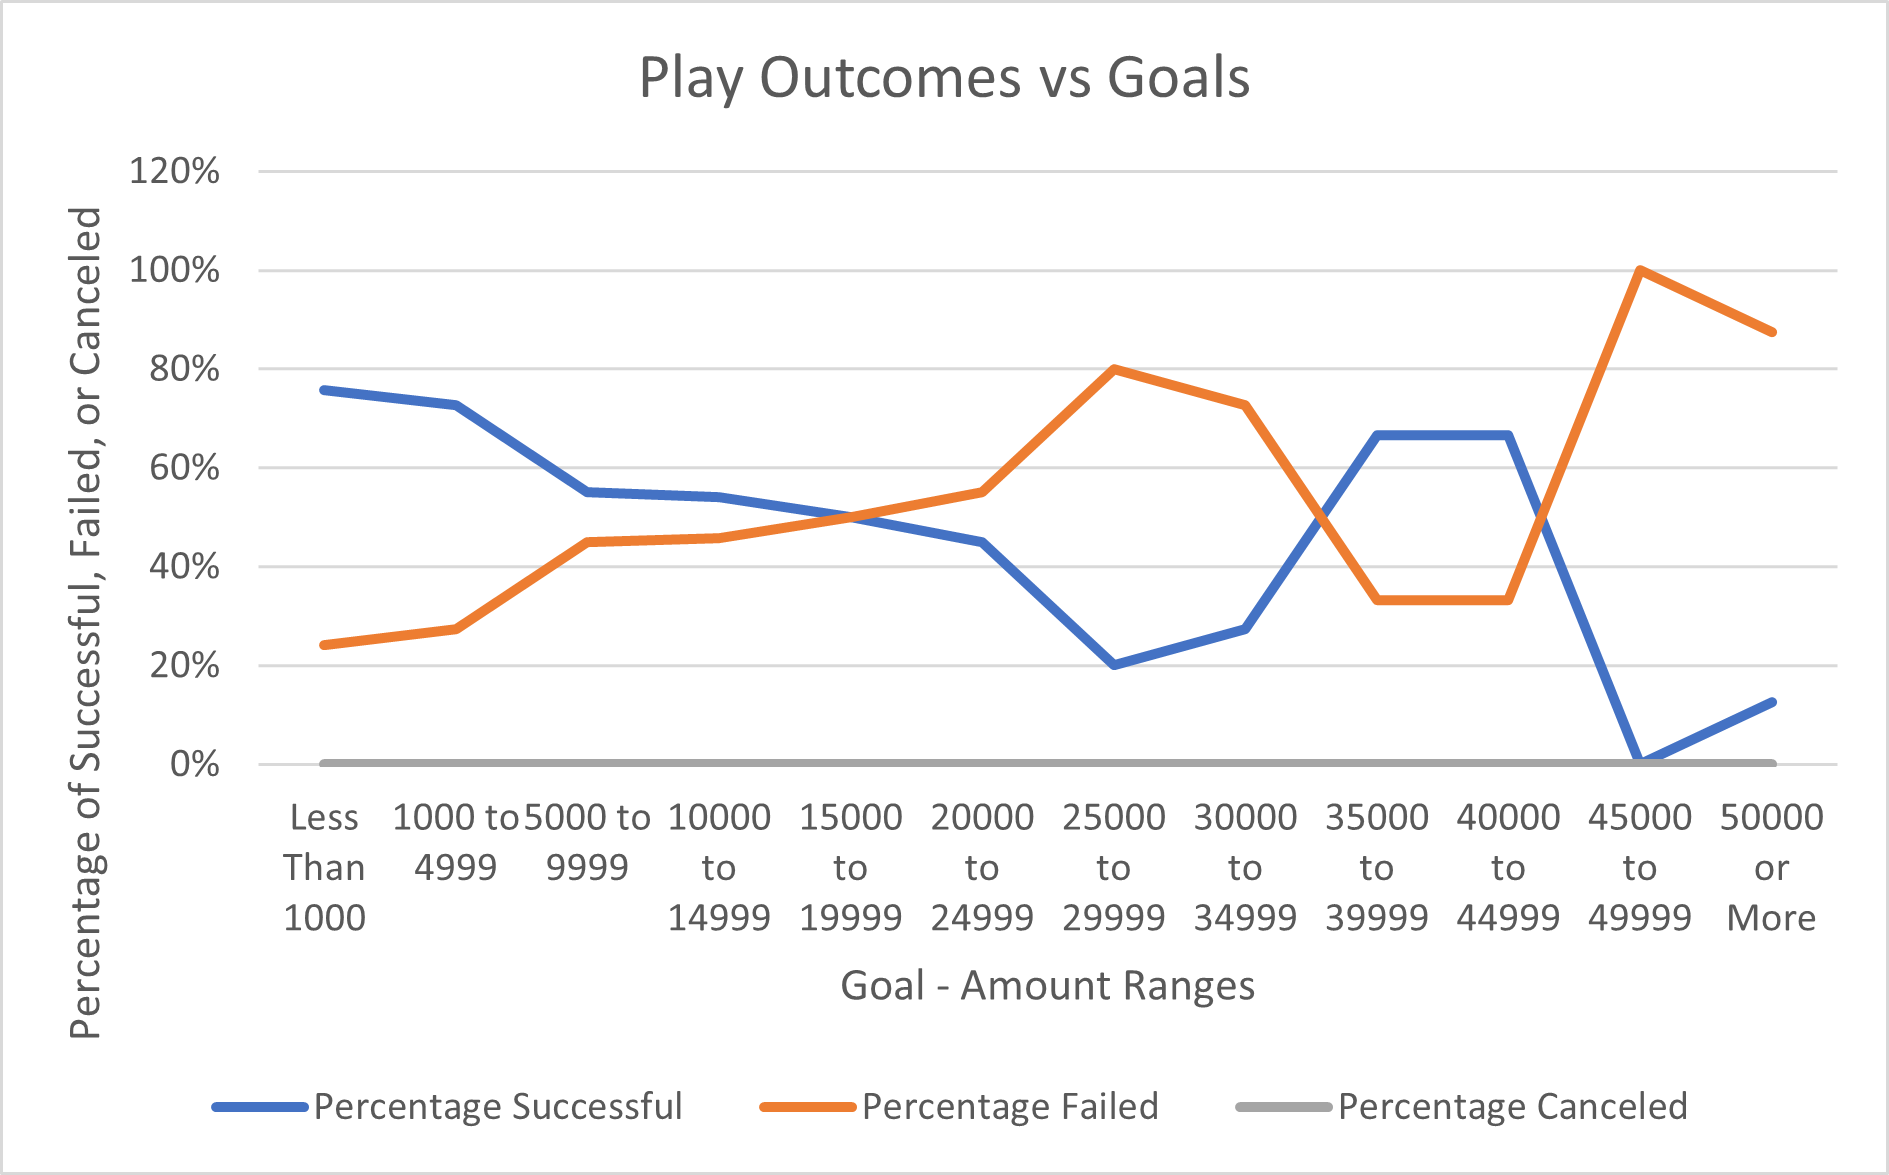 Play Outcomes vs Goals
Percentage of Successful, Failed, or Canceled
120%
100%
80%
60%
40%
20%
0%
Less Than 1000
1000 to 4999
5000 to 9999
10000 to 14999
15000 to 19999
20000 to 24999
25000 to 29999
30000 to 34999
35000 to 39999
40000 to 44999
45000 to 49999
50000 or More
Goal - Amount Ranges
Percentage Successful
Percentage Failed
Percentage Canceled